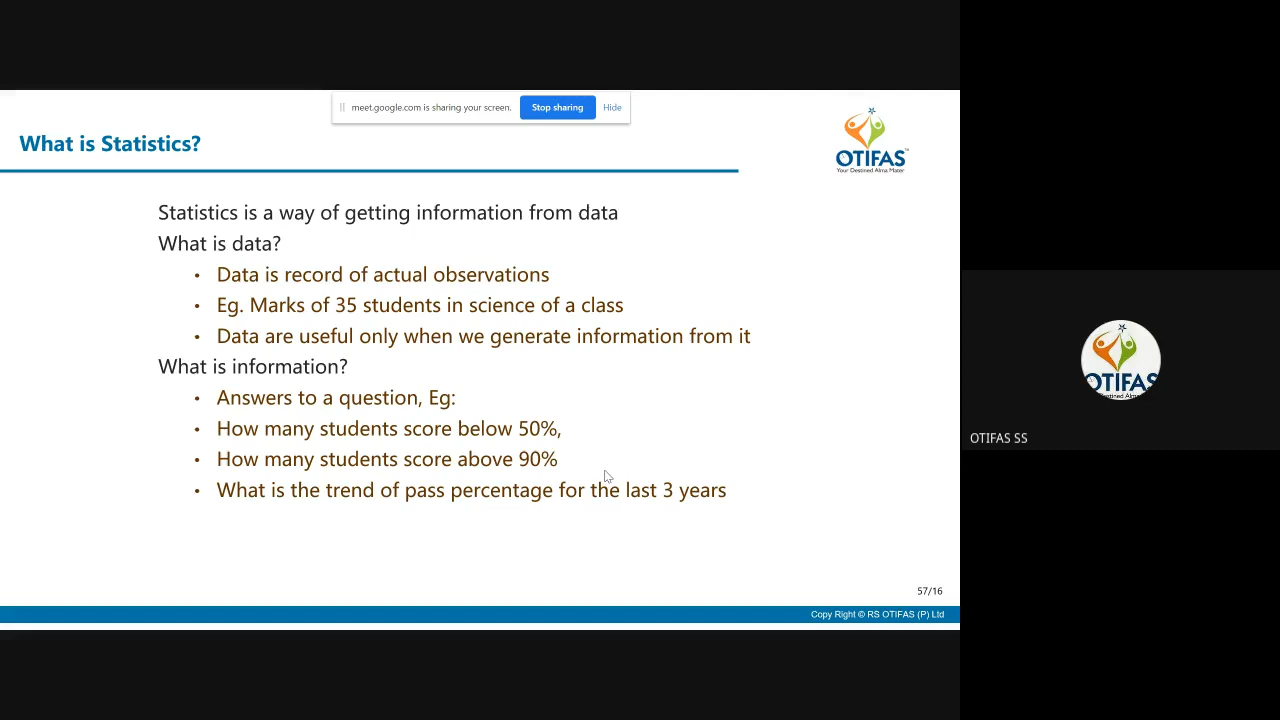 meet.google.com is sharing your screen. Stop sharing Hide
What is Statistics?
OTIFAS™
Your Destined Alma Mater
Statistics is a way of getting information from data
What is data?
• Data is record of actual observations
• Eg. Marks of 35 students in science of a class
• Data are useful only when we generate information from it
What is information?
• Answers to a question, Eg:
• How many students score below 50%,
• How many students score above 90%
• What is the trend of pass percentage for the last 3 years
57/16
Copy Right © RS OTIFAS (P) Ltd
OTIFAS
OTIFAS SS